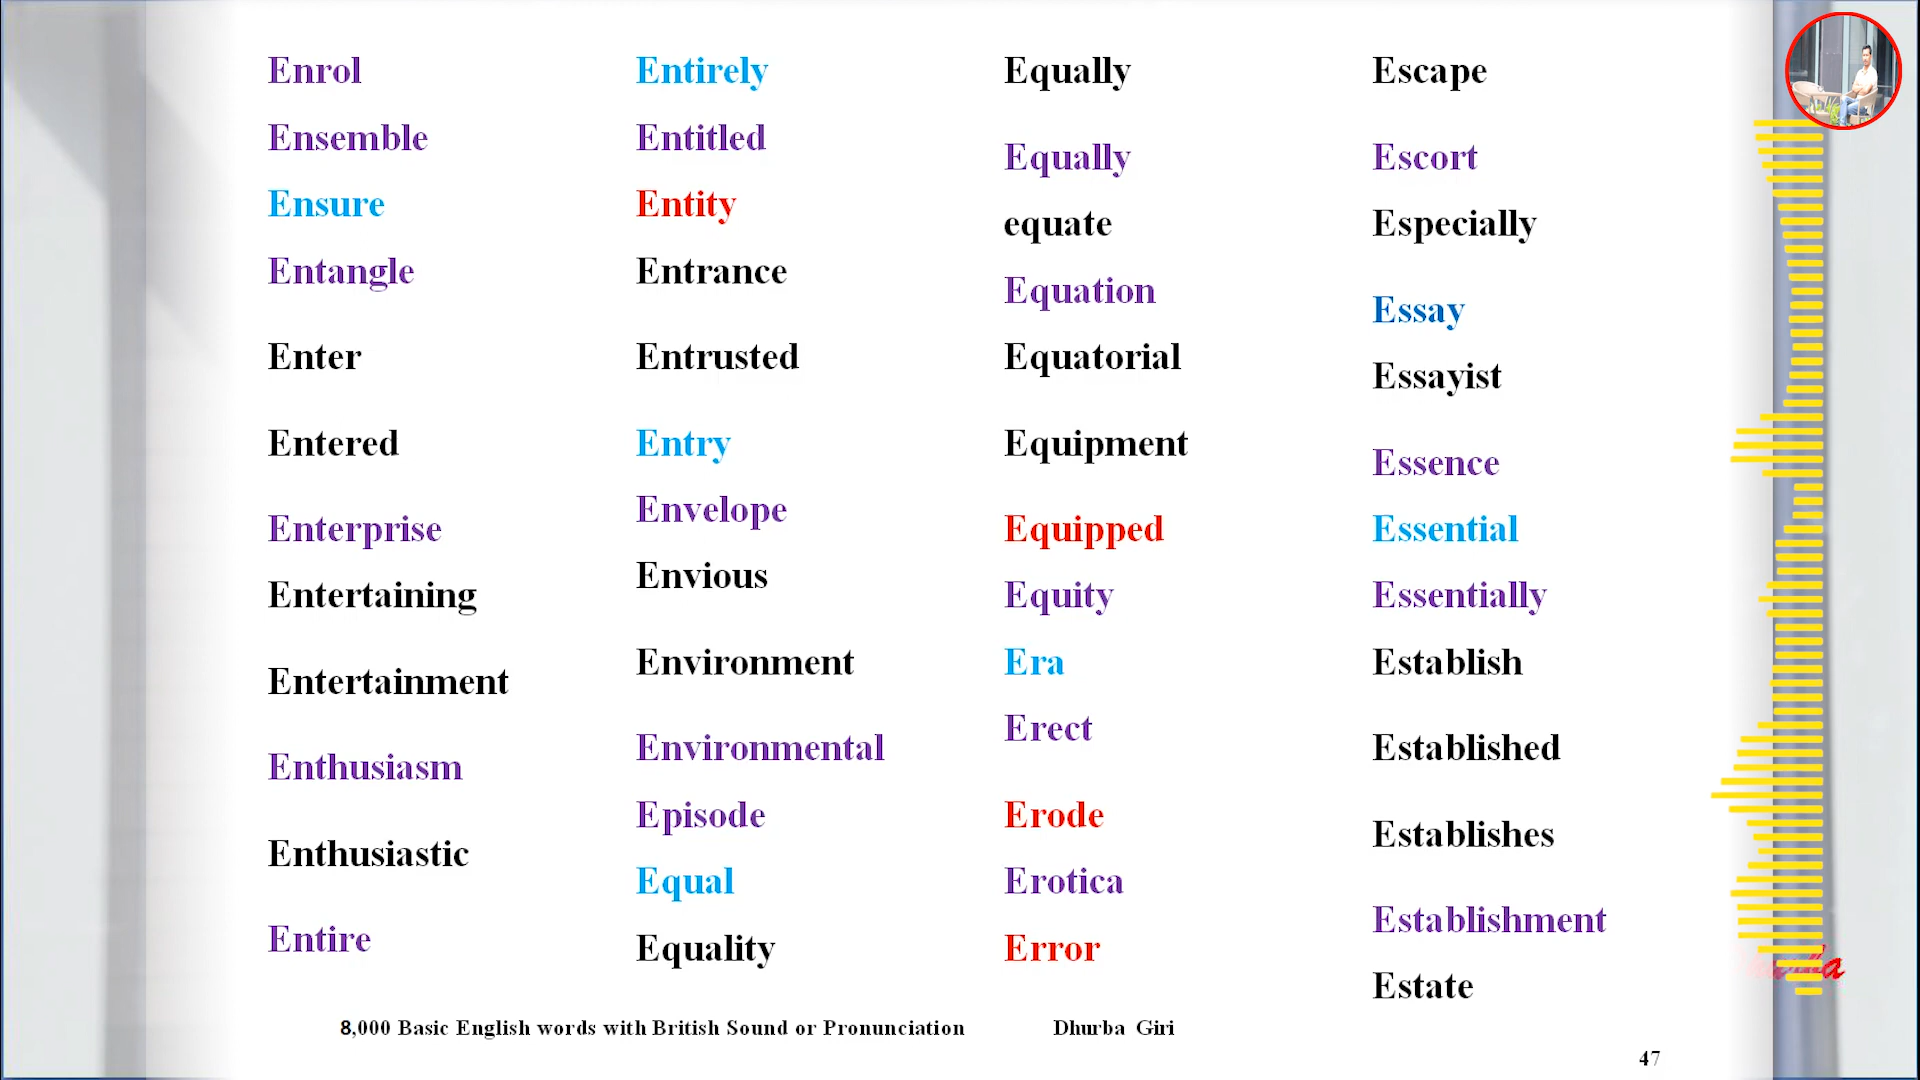 Enrol
Ensemble
Ensure
Entangle
Enter
Entered
Enterprise
Entertaining
Entertainment
Enthusiasm
Enthusiastic
Entire
Entirely
Entitled
Entity
Entrance
Entrusted
Entry
Envelope
Envious
Environment
Environmental
Episode
Equal
Equality
Equally
Equally
equate
Equation
Equatorial
Equipment
Equipped
Equity
Era
Erect
Erode
Erotica
Error
Escape
Escort
Especially
Essay
Essayist
Essence
Essential
Essentially
Establish
Established
Establishes
Establishment
Estate
8,000 Basic English words with British Sound or Pronunciation Dhurba Giri
47